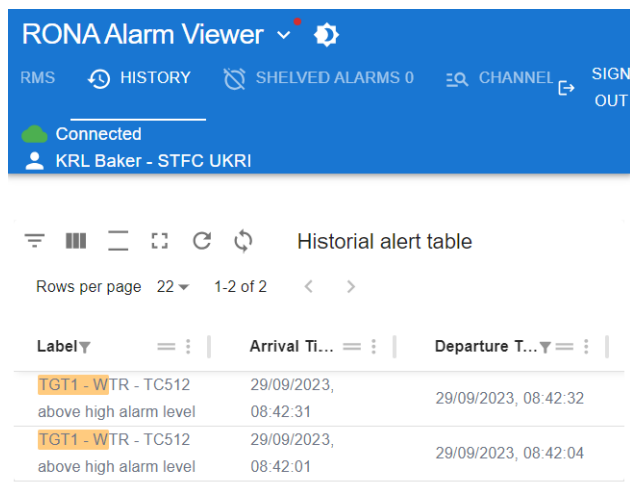 RONA Alarm Viewer
RMS HISTORY SHELVED ALARMS 0 CHANNEL SIGN
OUT
Connected
KRL Baker - STFC UKRI
Historial alert table
Rows per page 22 1-2 of 2
Label Arrival Ti... Departure T...
TGT1 - WTR - TC512 29/09/2023, 29/09/2023, 08:42:32
above high alarm level 08:42:31
TGT1 - WTR - TC512 29/09/2023, 29/09/2023, 08:42:04
above high alarm level 08:42:01